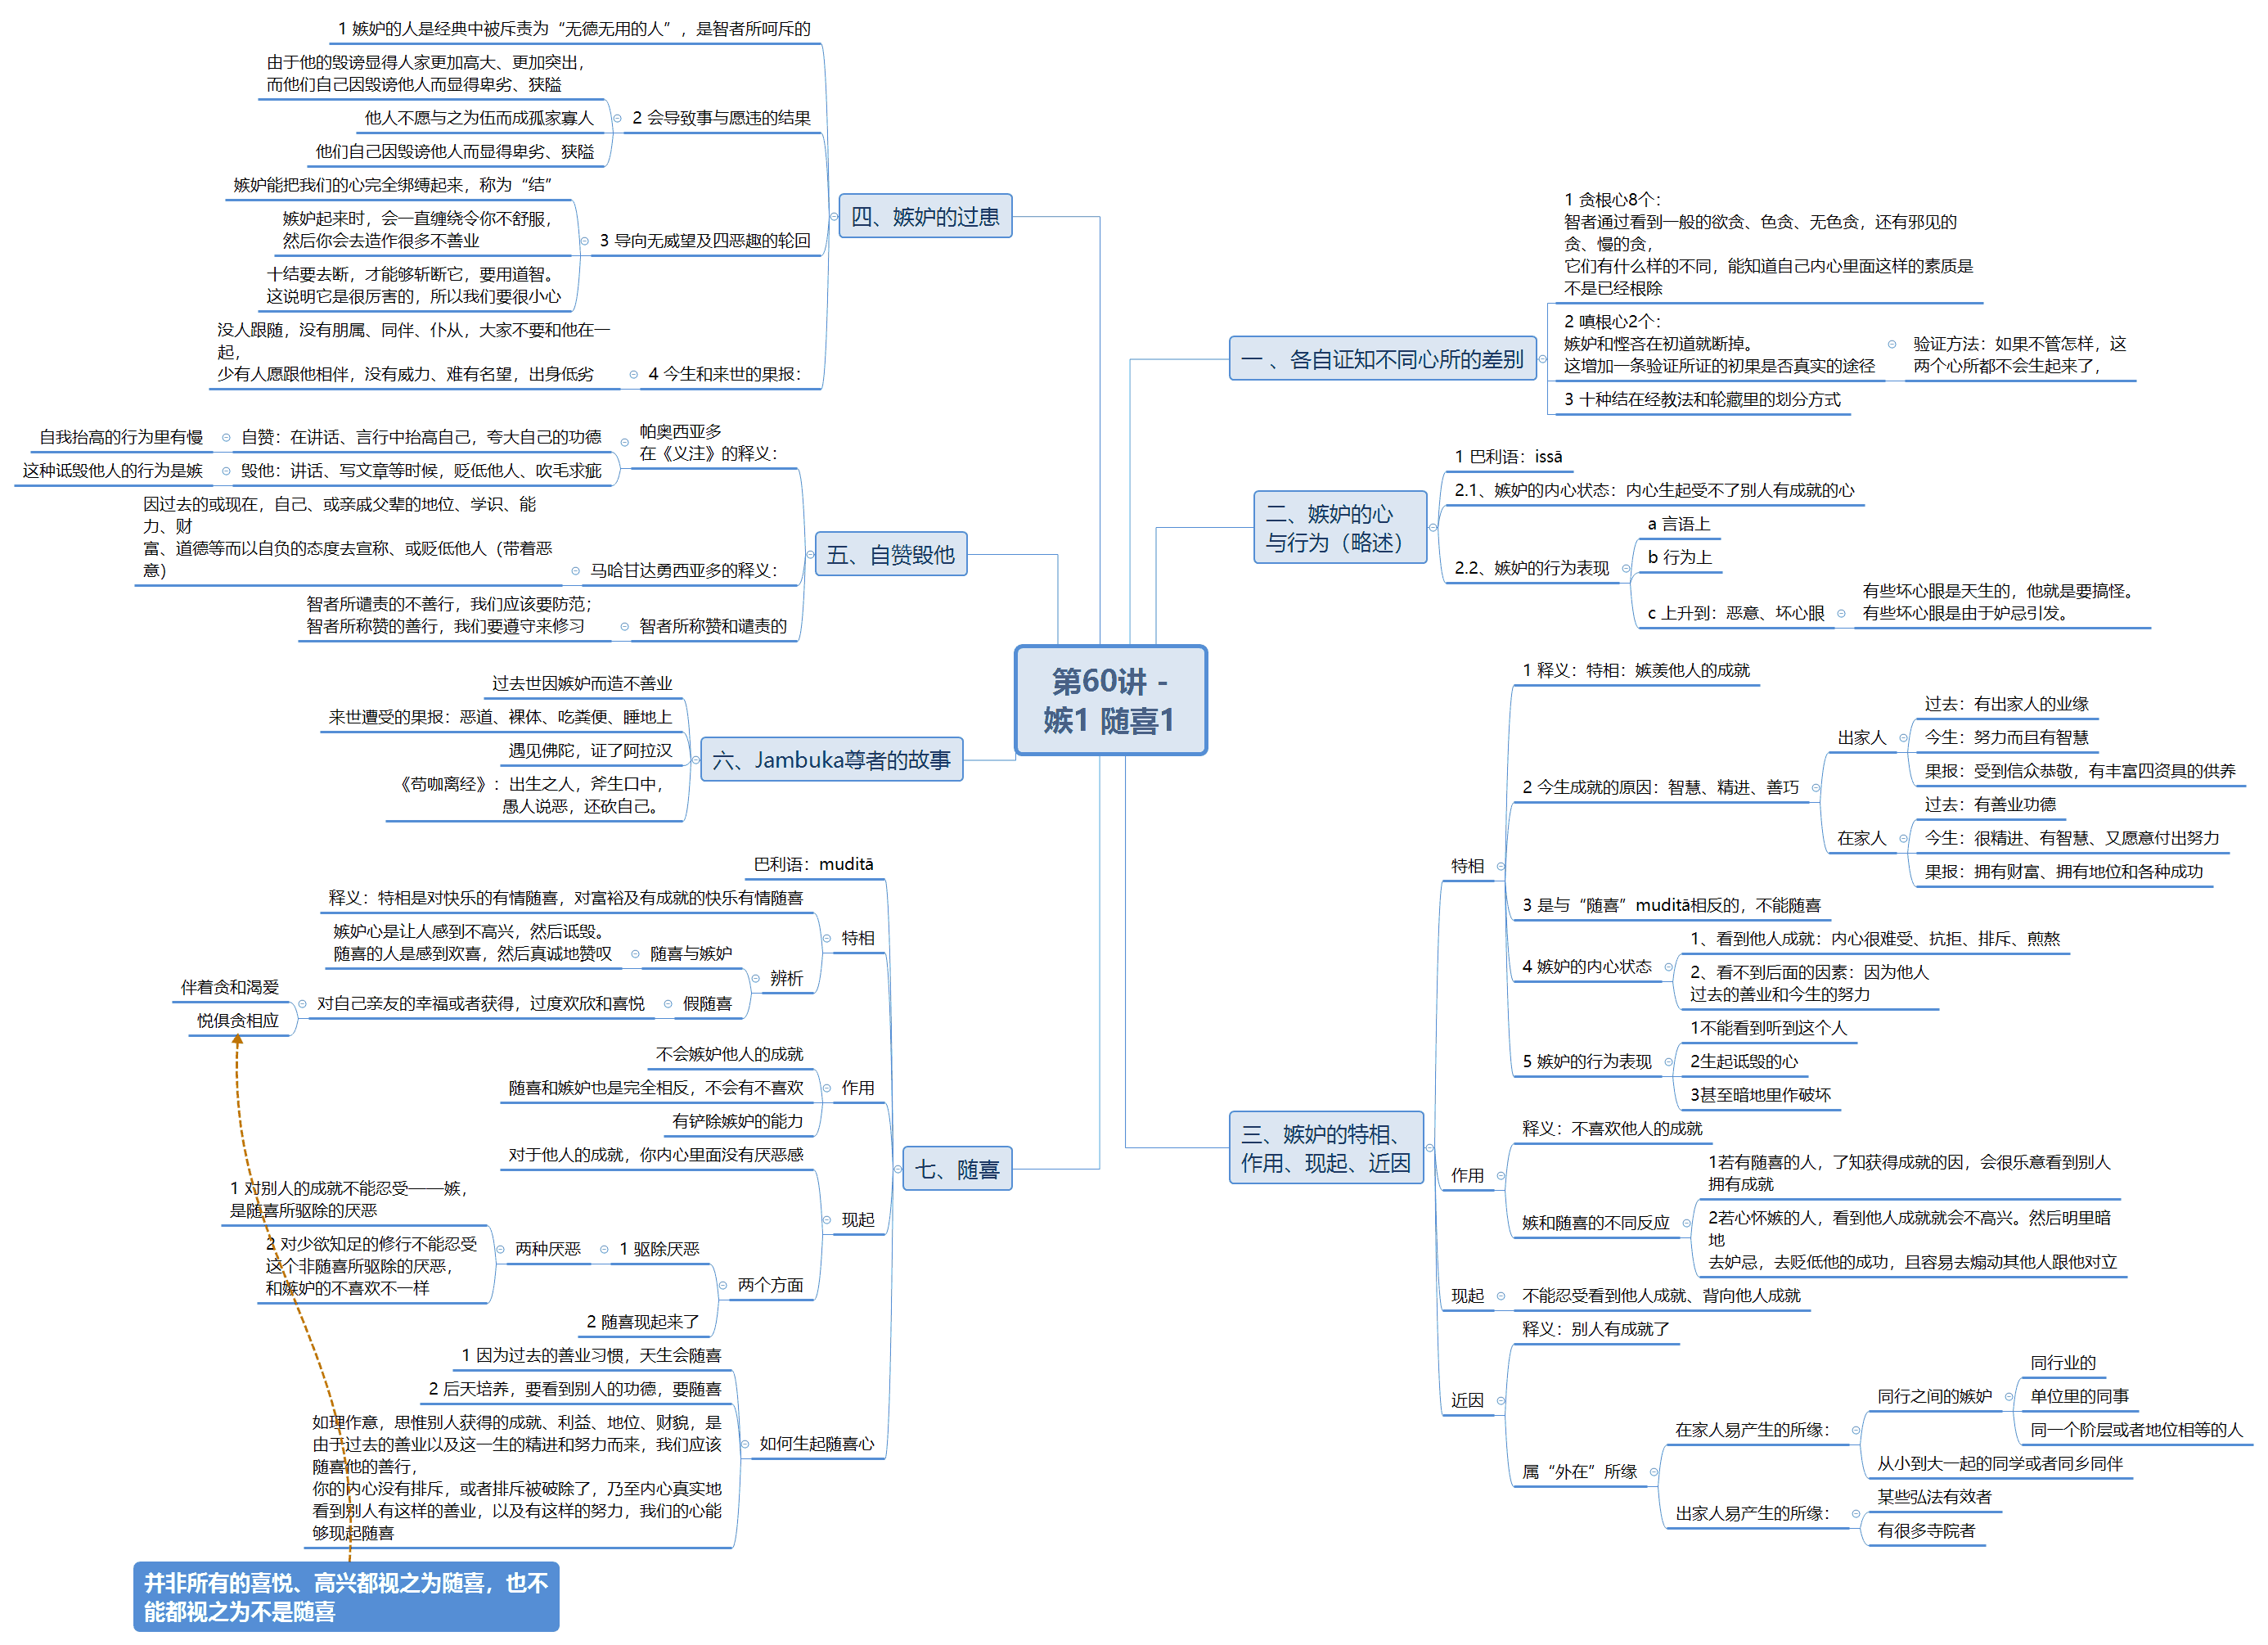 第60讲 -
嫉1 随喜1
一 、各自证知不同心所的差别
1 贪根心8个：
智者通过看到一般的欲贪、色贪、无色贪，还有邪见的
贪、慢的贪，
它们有什么样的不同，能知道自己内心里面这样的素质是
不是已经根除
2 嗔根心2个：
嫉妒和悭吝在初道就断掉。
这增加一条验证所证的初果是否真实的途径
验证方法：如果不管怎样，这
两个心所都不会生起来了，
3 十种结在经教法和轮藏里的划分方式
二、嫉妒的心
与行为（略述）
1 巴利语：issā
2.1、嫉妒的内心状态：内心生起受不了别人有成就的心
2.2、嫉妒的行为表现
a 言语上
b 行为上
c 上升到：恶意、坏心眼
有些坏心眼是天生的，他就是要搞怪。
有些坏心眼是由于妒忌引发。
三、嫉妒的特相、
作用、现起、近因
特相
1 释义：特相：嫉羡他人的成就
2 今生成就的原因：智慧、精进、善巧
出家人
过去：有出家人的业缘
今生：努力而且有智慧
果报：受到信众恭敬，有丰富四资具的供养
在家人
过去：有善业功德
今生：很精进、有智慧、又愿意付出努力
果报：拥有财富、拥有地位和各种成功
3 是与“随喜”muditā相反的，不能随喜
4 嫉妒的内心状态
1、看到他人成就：内心很难受、抗拒、排斥、煎熬
2、看不到后面的因素：因为他人
过去的善业和今生的努力
5 嫉妒的行为表现
1不能看到听到这个人
2生起诋毁的心
3甚至暗地里作破坏
作用
释义：不喜欢他人的成就
嫉和随喜的不同反应
1若有随喜的人，了知获得成就的因，会很乐意看到别人
拥有成就
2若心怀嫉的人，看到他人成就就会不高兴。然后明里暗
地
去妒忌，去贬低他的成功，且容易去煽动其他人跟他对立
现起
不能忍受看到他人成就、背向他人成就
近因
释义：别人有成就了
属“外在”所缘
在家人易产生的所缘：
同行之间的嫉妒
同行业的
单位里的同事
同一个阶层或者地位相等的人
从小到大一起的同学或者同乡同伴
出家人易产生的所缘：
某些弘法有效者
有很多寺院者
四、嫉妒的过患
1 嫉妒的人是经典中被斥责为“无德无用的人”，是智者所呵斥的
2 会导致事与愿违的结果
由于他的毁谤显得人家更加高大、更加突出，
而他们自己因毁谤他人而显得卑劣、狭隘
他人不愿与之为伍而成孤家寡人
他们自己因毁谤他人而显得卑劣、狭隘
3 导向无威望及四恶趣的轮回
嫉妒能把我们的心完全绑缚起来，称为“结”
嫉妒起来时，会一直缠绕令你不舒服，
然后你会去造作很多不善业
十结要去断，才能够斩断它，要用道智。
这说明它是很厉害的，所以我们要很小心
4 今生和来世的果报：
没人跟随，没有朋属、同伴、仆从，大家不要和他在一
起，
少有人愿跟他相伴，没有威力、难有名望，出身低劣
五、自赞毁他
帕奥西亚多
在《义注》的释义：
自赞：在讲话、言行中抬高自己，夸大自己的功德
自我抬高的行为里有慢
毁他：讲话、写文章等时候，贬低他人、吹毛求疵
这种诋毁他人的行为是嫉
马哈甘达勇西亚多的释义：
因过去的或现在，自己、或亲戚父辈的地位、学识、能
力、财
富、道德等而以自负的态度去宣称、或贬低他人（带着恶
意）
智者所称赞和谴责的
智者所谴责的不善行，我们应该要防范；
智者所称赞的善行，我们要遵守来修习
六、Jambuka尊者的故事
过去世因嫉妒而造不善业
来世遭受的果报：恶道、裸体、吃粪便、睡地上
遇见佛陀，证了阿拉汉
《苟咖离经》：出生之人，斧生口中，
愚人说恶，还砍自己。
七、随喜
巴利语：muditā
特相
释义：特相是对快乐的有情随喜，对富裕及有成就的快乐有情随喜
辨析
随喜与嫉妒
嫉妒心是让人感到不高兴，然后诋毁。
随喜的人是感到欢喜，然后真诚地赞叹
假随喜
对自己亲友的幸福或者获得，过度欢欣和喜悦
伴着贪和渴爱
悦俱贪相应
作用
不会嫉妒他人的成就
随喜和嫉妒也是完全相反，不会有不喜欢
有铲除嫉妒的能力
现起
对于他人的成就，你内心里面没有厌恶感
两个方面
1 驱除厌恶
两种厌恶
1 对别人的成就不能忍受——嫉，
是随喜所驱除的厌恶
2 对少欲知足的修行不能忍受
这个非随喜所驱除的厌恶，
和嫉妒的不喜欢不一样
2 随喜现起来了
如何生起随喜心
1 因为过去的善业习惯，天生会随喜
2 后天培养，要看到别人的功德，要随喜
如理作意，思惟别人获得的成就、利益、地位、财貌，是
由于过去的善业以及这一生的精进和努力而来，我们应该
随喜他的善行，
你的内心没有排斥，或者排斥被破除了，乃至内心真实地
看到别人有这样的善业，以及有这样的努力，我们的心能
够现起随喜
并非所有的喜悦、高兴都视之为随喜，也不
能都视之为不是随喜